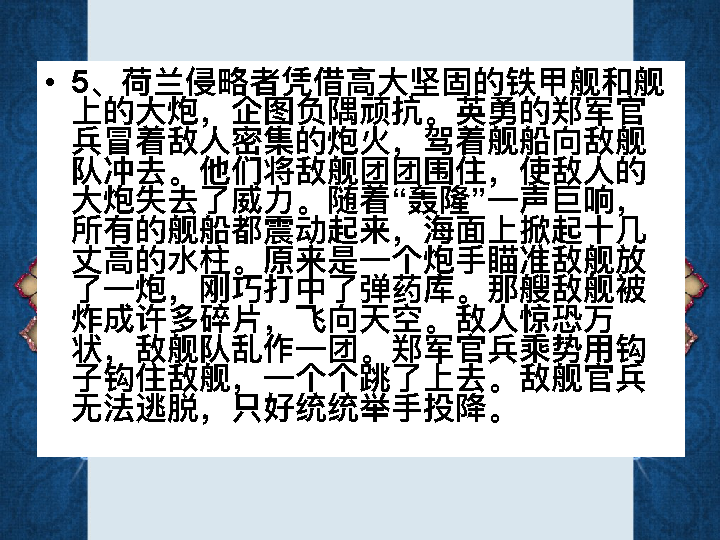 • 5、荷兰侵略者凭借高大坚固的铁甲舰和舰
上的大炮，企图负隅顽抗。英勇的郑军官
兵冒着敌人密集的炮火，驾着舰船向敌舰
队冲去。他们将敌舰团团围住，使敌人的
大炮失去了威力。随着“轰隆”一声巨响，
所有的舰船都震动起来，海面上掀起十几
丈高的水柱。原来是一个炮手瞄准敌舰放
了一炮，刚巧打中了弹药库。那艘敌舰被
炸成许多碎片，飞向天空。敌人惊恐万
状，敌舰队乱作一团。郑军官兵乘势用钩
子钩住敌舰，一个个跳了上去。敌舰官兵
无法逃脱，只好统统举手投降。